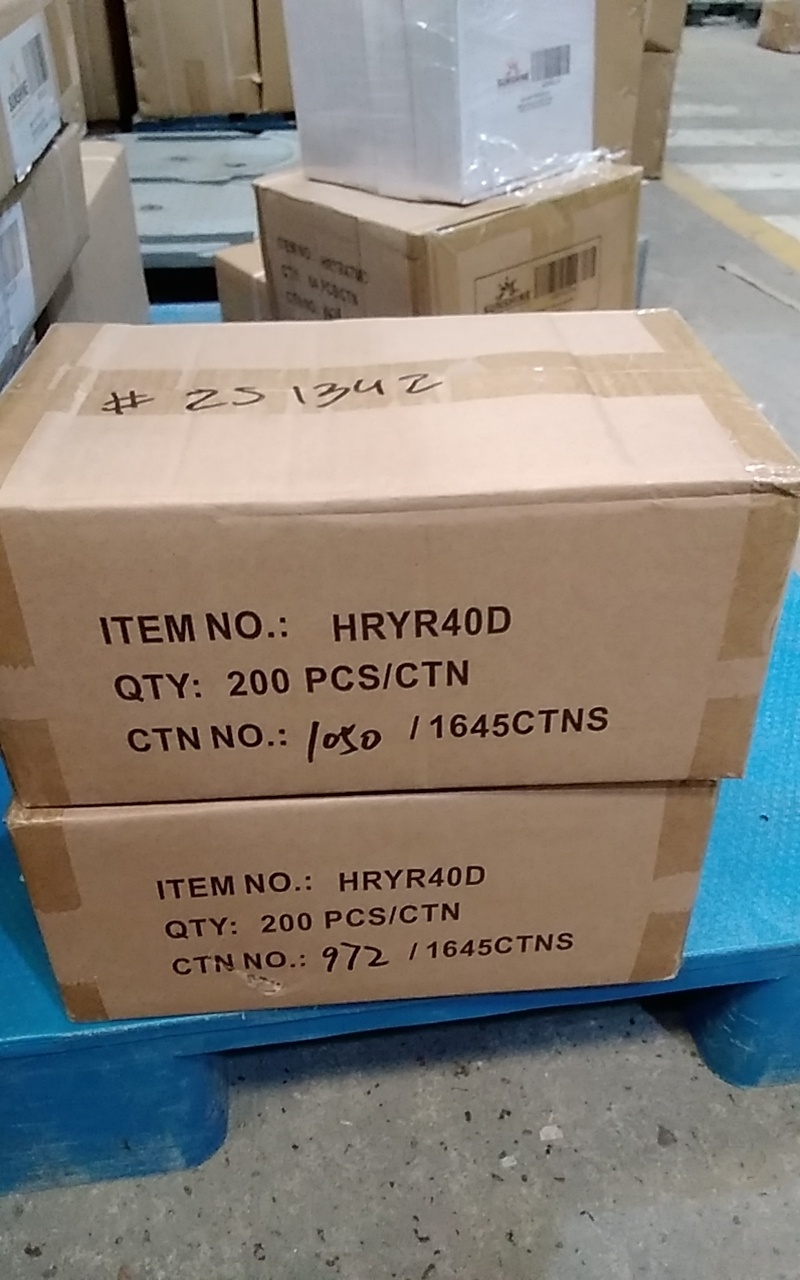 SUNSHINE
# 251342
ITEM NO.: HRYR40D
QTY: 200 PCS/CTN
CTN NO.: 1050 / 1645CTNS
ITEM NO.: HRYR40D
QTY: 200 PCS/CTN
CTN NO.: 972 / 1645CTNS